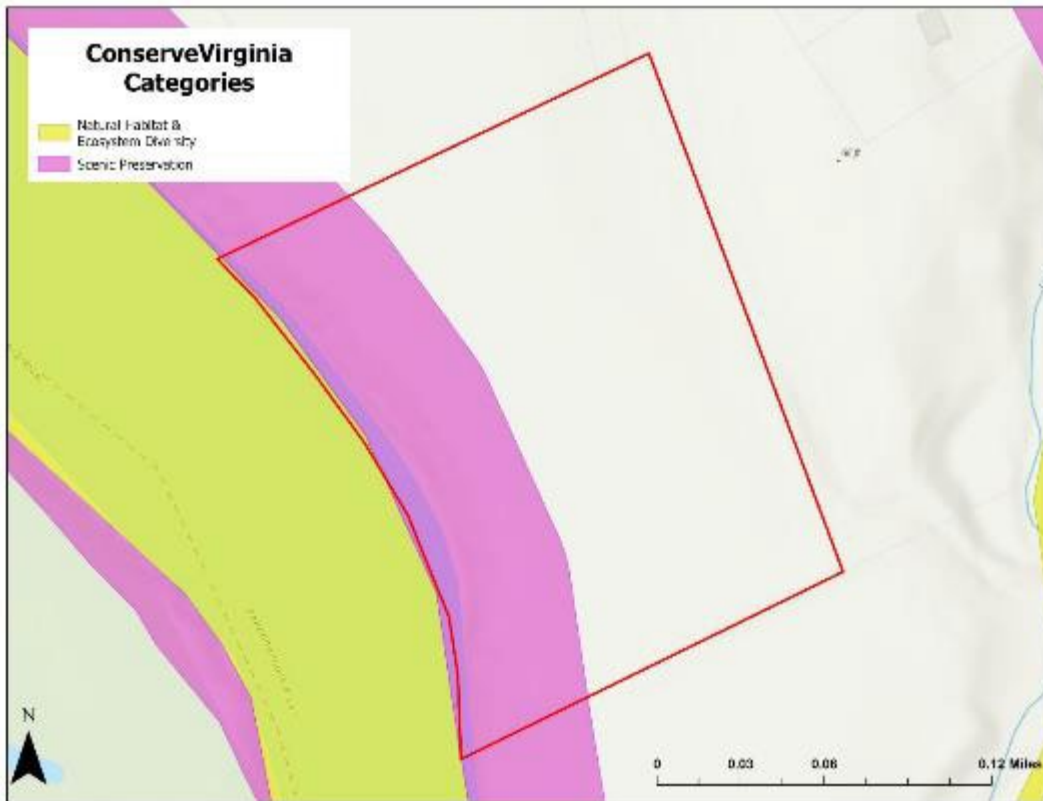 ConserveVirginia
Categories
Natural Habitat &
Ecosystem Diversity
Scenic Preservation
N
0 0.03 0.06 0.12 Miles